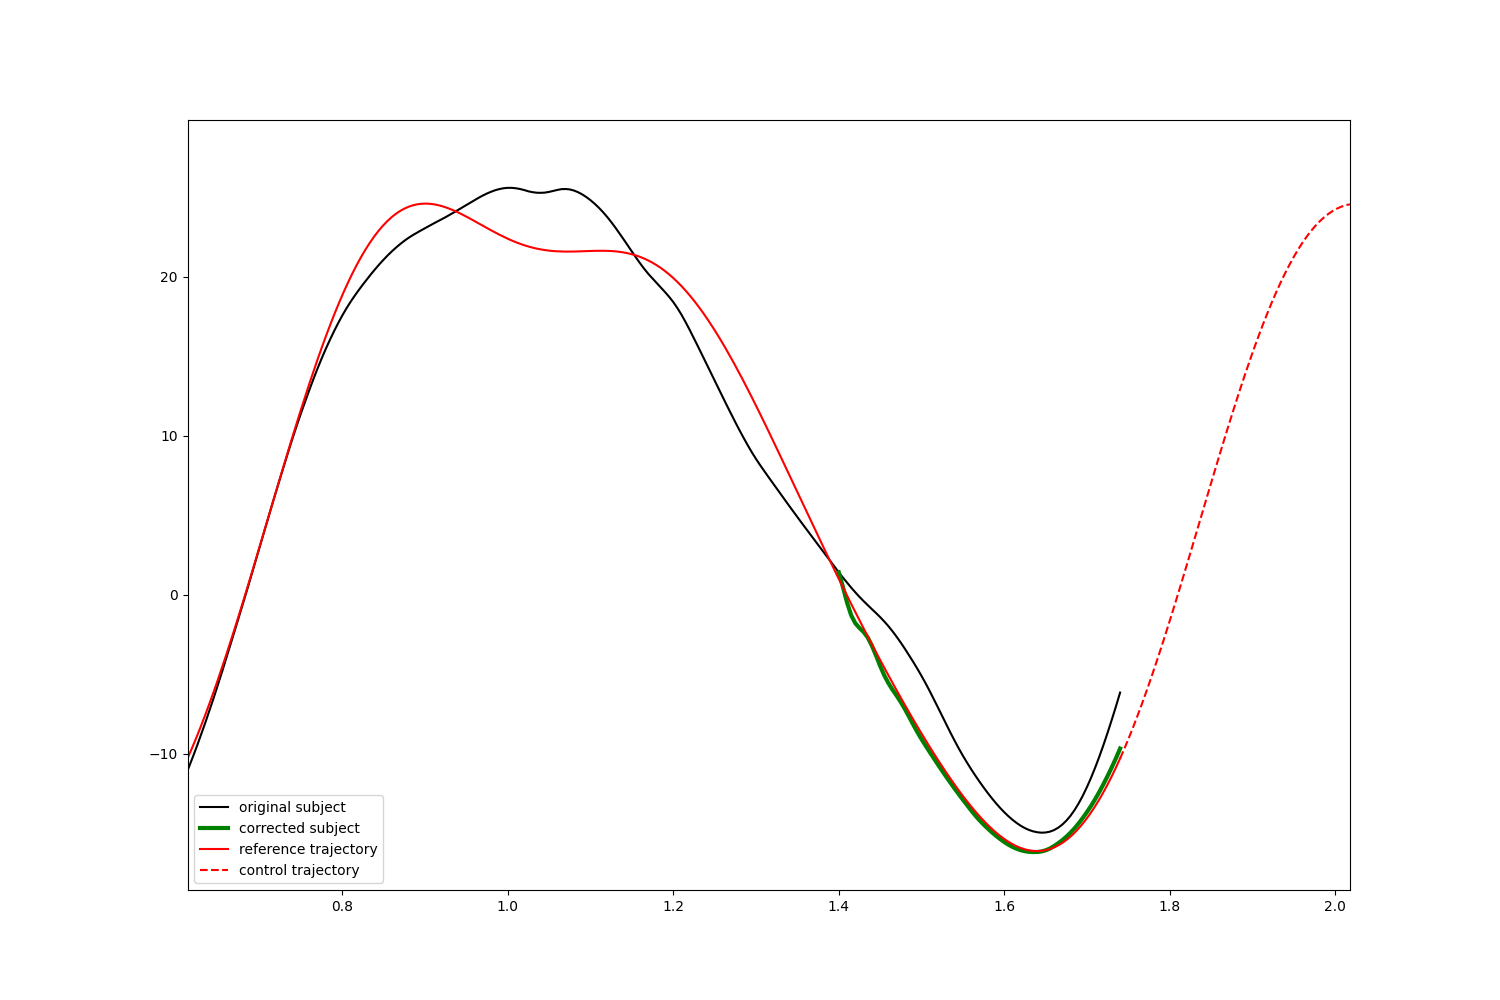 20
10
0
−10
original subject
corrected subject
reference trajectory
control trajectory
0.8
1.0
1.2
1.4
1.6
1.8
2.0